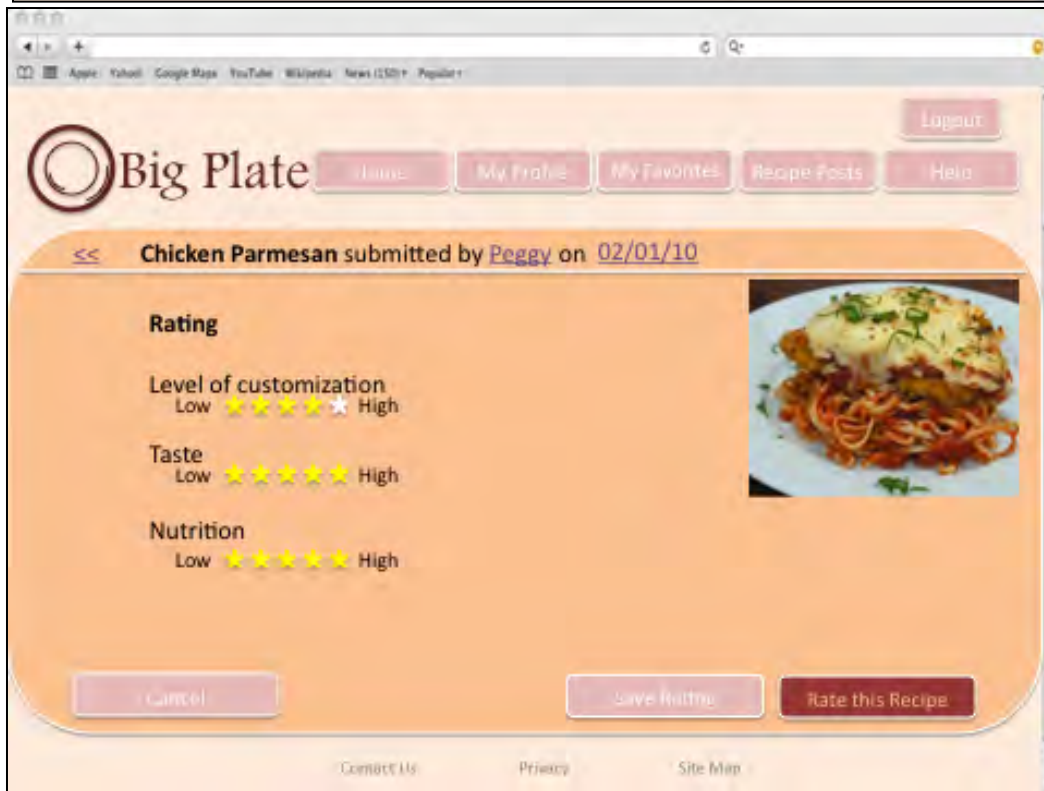 Apple Yahoo! Google Maps YouTube Wikipedia News (150) Popular
Logout
Big Plate Home My Profile My Favorites Recipe Posts Help
<< Chicken Parmesan submitted by Peggy on 02/01/10
Rating
Level of customization
Low High
Taste
Low High
Nutrition
Low High
Cancel Save Rating Rate this Recipe
Contact Us Privacy Site Map